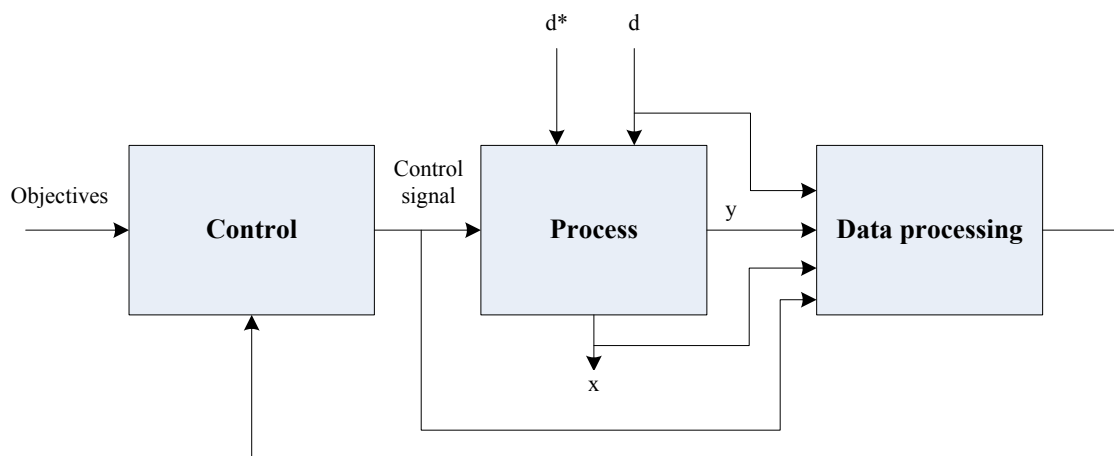 d*
d
Objectives
Control
Control
signal
Process
y
Data processing
x